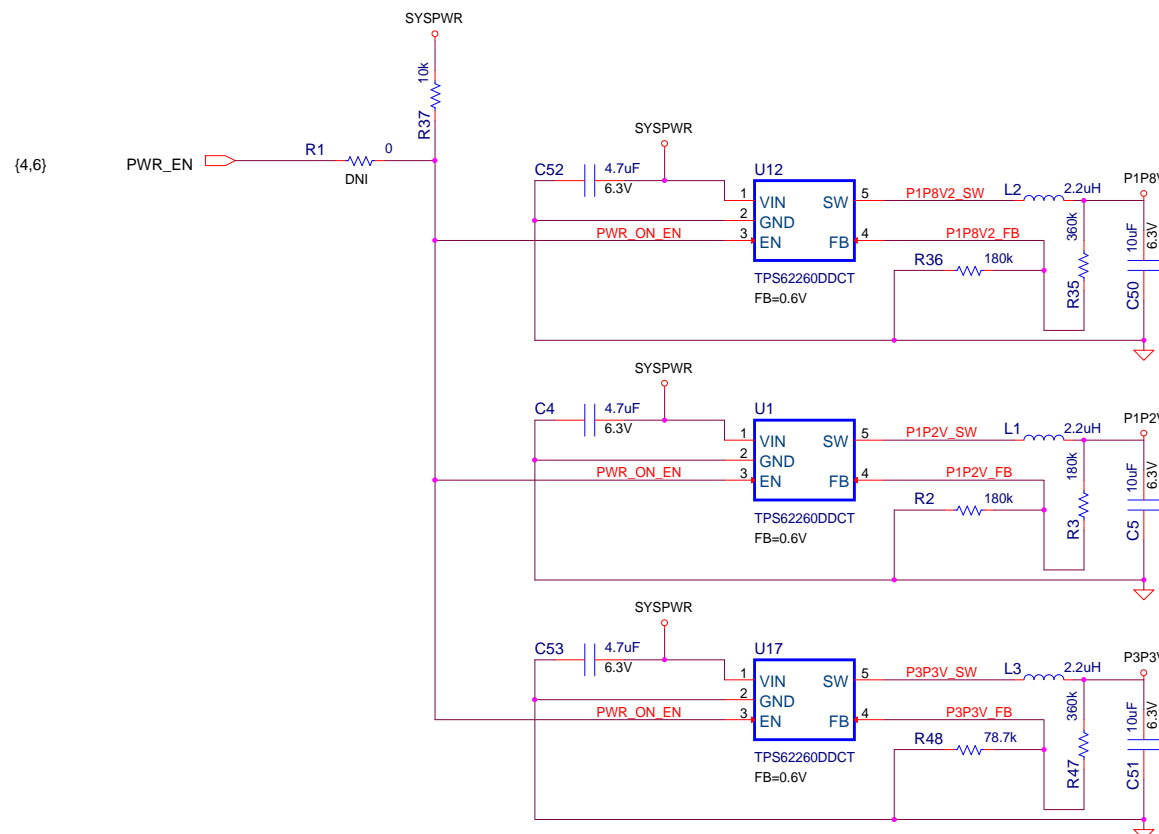 SYSPWR
10k
R37
{4,6}
PWR_EN
R1
0
DNI
SYSPWR
C52
4.7uF
6.3V
U12
1
VIN
2
GND
3
EN
SW
5
FB
4
PWR_ON_EN
P1P8V2_SW
P1P8V2_FB
L2
2.2uH
P1P8V
360k
R35
R36
180k
10uF
6.3V
C50
TPS62260DDCT
FB=0.6V
SYSPWR
C4
4.7uF
6.3V
U1
1
VIN
2
GND
3
EN
SW
5
FB
4
PWR_ON_EN
P1P2V_SW
P1P2V_FB
L1
2.2uH
P1P2V
180k
R3
R2
180k
10uF
6.3V
C5
TPS62260DDCT
FB=0.6V
SYSPWR
C53
4.7uF
6.3V
U17
1
VIN
2
GND
3
EN
SW
5
FB
4
PWR_ON_EN
P3P3V_SW
P3P3V_FB
L3
2.2uH
P3P3V
360k
R47
R48
78.7k
10uF
6.3V
C51
TPS62260DDCT
FB=0.6V